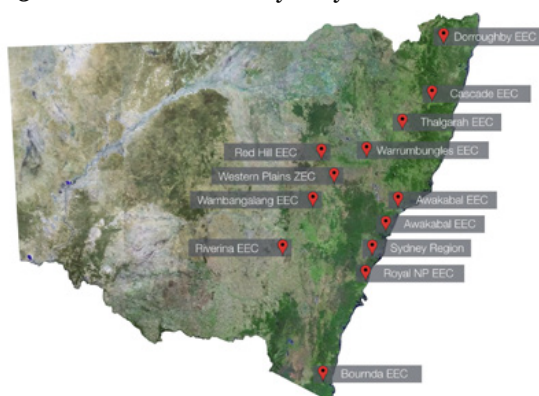 Dorroughby EEC
Cascade EEC
Thalgarah EEC
Red Hill EEC
Warrumbungles EEC
Western Plains ZEC
Wambangalang EEC
Awakabal EEC
Awakabal EEC
Riverina EEC
Sydney Region
Royal NP EEC
Bournda EEC